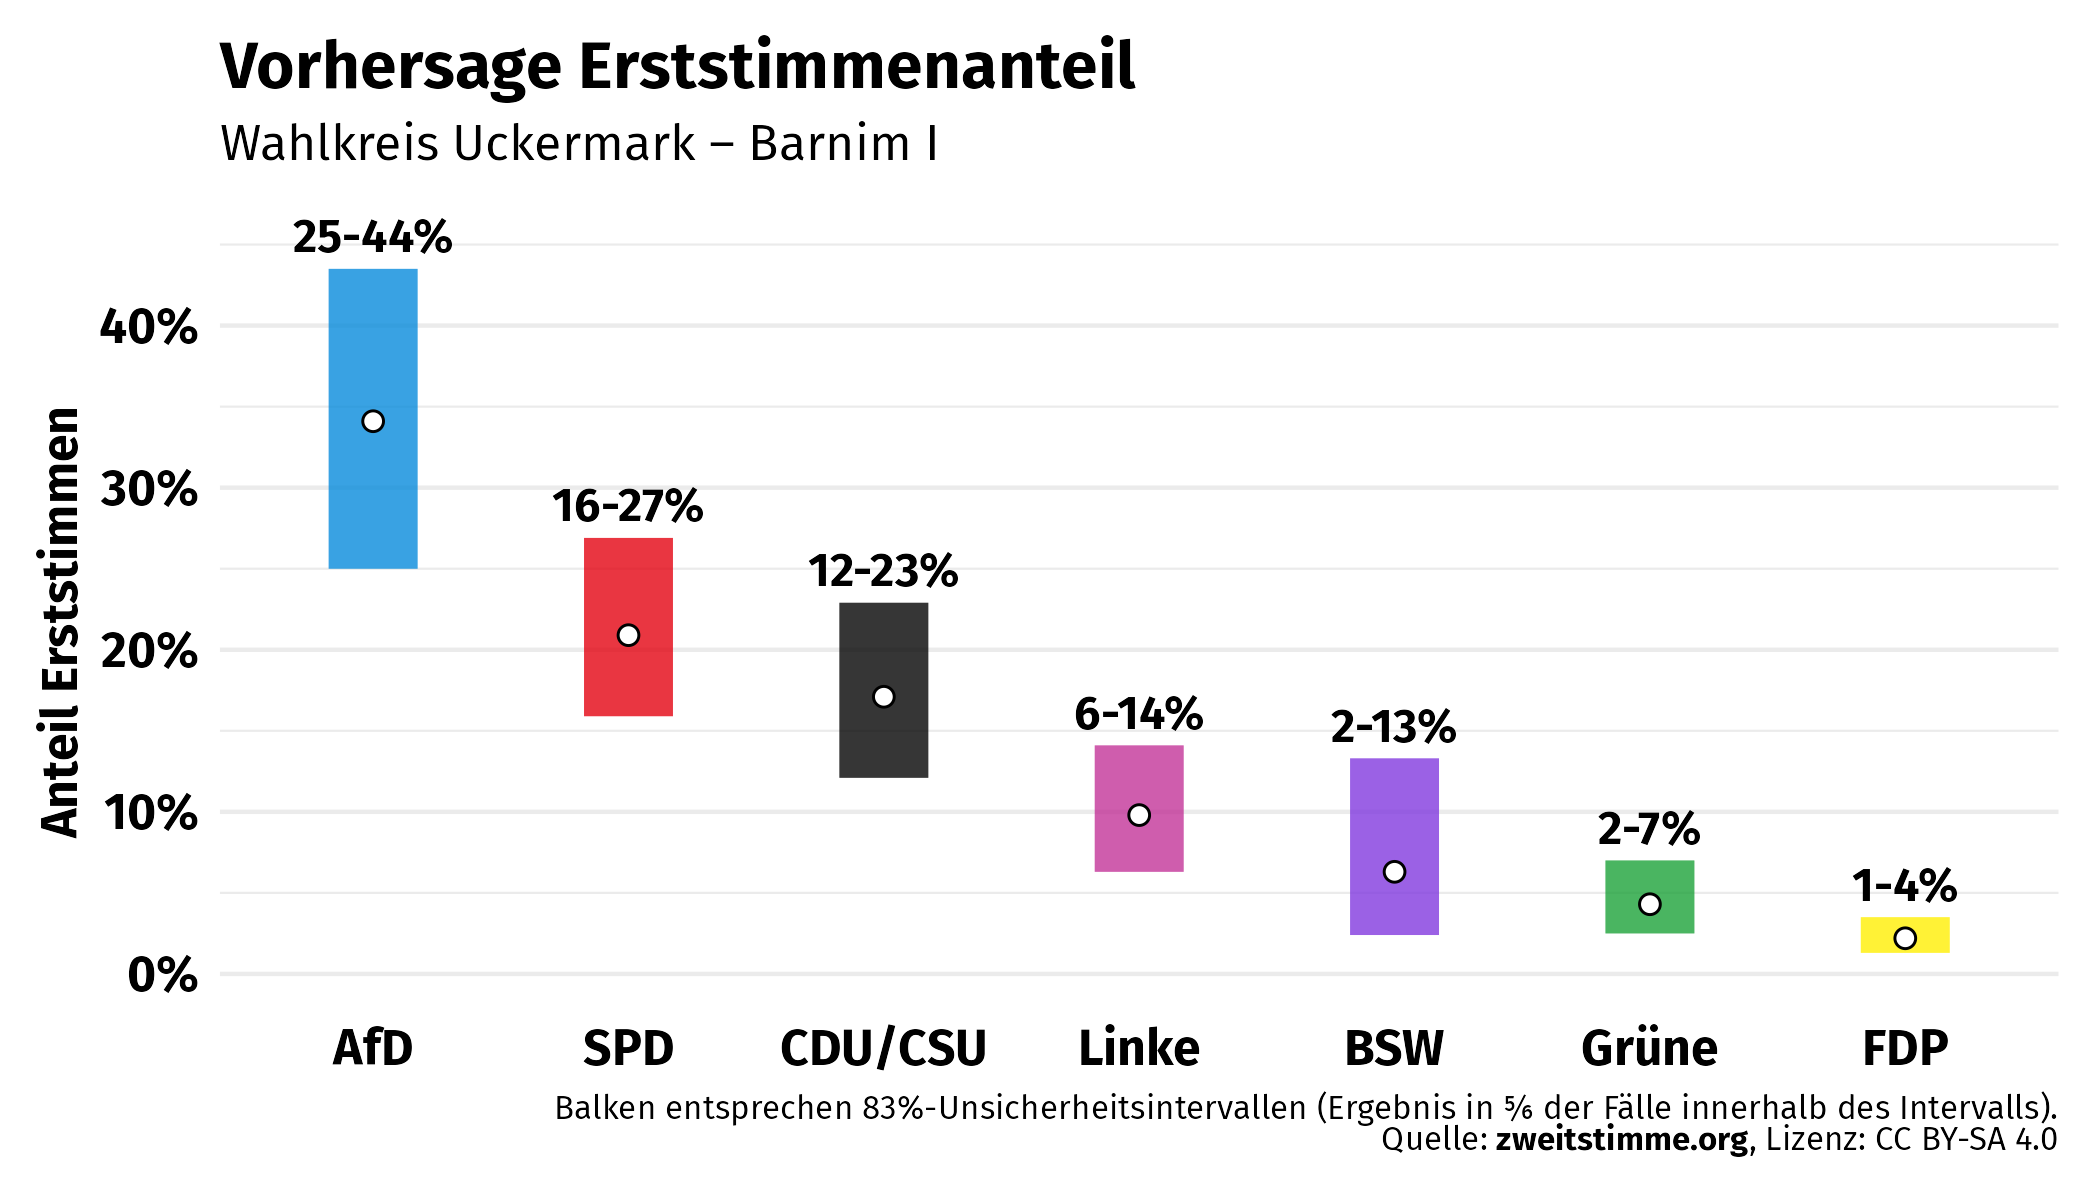 Vorhersage Erststimmenanteil
Wahlkreis Uckermark – Barnim I
Anteil Erststimmen
40%
30%
20%
10%
0%
25-44%
16-27%
12-23%
6-14%
2-13%
2-7%
1-4%
AfD
SPD
CDU/CSU
Linke
BSW
Grüne
FDP
Balken entsprechen 83%-Unsicherheitsintervallen (Ergebnis in ⅚ der Fälle innerhalb des Intervalls).
Quelle: zweitstimme.org, Lizenz: CC BY-SA 4.0